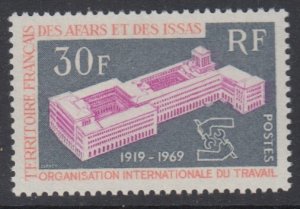 TERRITOIRE FRANÇAIS
DES AFARS ET DES ISSAS
30F
RF
1919-1969
POSTES
ORGANISATION INTERNATIONALE DU TRAVAIL